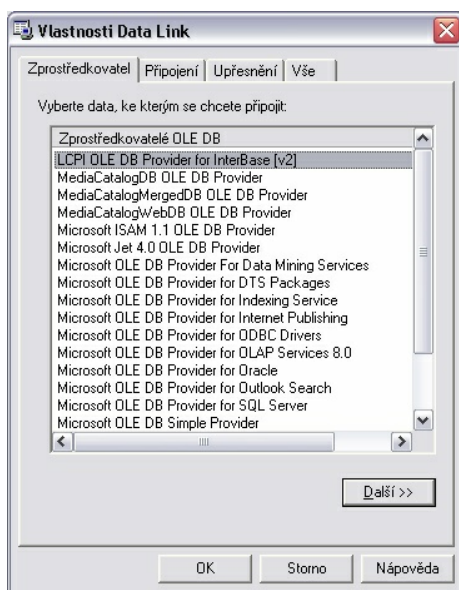 Vlastnosti Data Link
Zprostředkovatel Připojení Upřesnění Vše
Vyberte data, ke kterým se chcete připojit:
Zprostředkovatelé OLE DB
LCPI OLE DB Provider for InterBase [v2]
MediaCatalogDB OLE DB Provider
MediaCatalogMergedDB OLE DB Provider
MediaCatalogWebDB OLE DB Provider
Microsoft ISAM 1.1 OLE DB Provider
Microsoft Jet 4.0 OLE DB Provider
Microsoft OLE DB Provider For Data Mining Services
Microsoft OLE DB Provider for DTS Packages
Microsoft OLE DB Provider for Indexing Service
Microsoft OLE DB Provider for Internet Publishing
Microsoft OLE DB Provider for ODBC Drivers
Microsoft OLE DB Provider for OLAP Services 8.0
Microsoft OLE DB Provider for Oracle
Microsoft OLE DB Provider for Outlook Search
Microsoft OLE DB Provider for SQL Server
Microsoft OLE DB Simple Provider
Další >>
OK Storno Nápověda